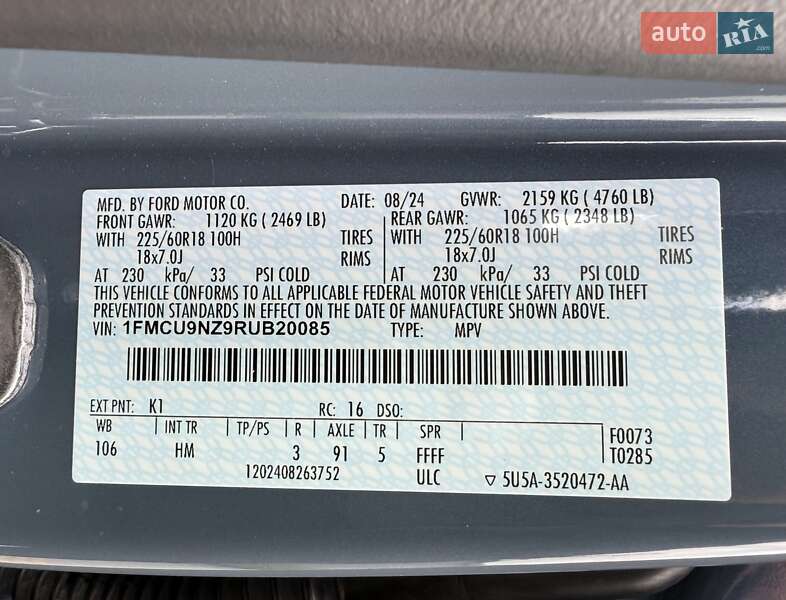 auto RIA .com
MFD. BY FORD MOTOR CO. DATE: 08/24 GVWR: 2159 KG ( 4760 LB)
FRONT GAWR: 1120 KG ( 2469 LB) REAR GAWR: 1065 KG ( 2348 LB)
WITH 225/60R18 100H TIRES WITH 225/60R18 100H TIRES
18x7.0J RIMS 18x7.0J RIMS
AT 230 kPa/ 33 PSI COLD AT 230 kPa/ 33 PSI COLD
THIS VEHICLE CONFORMS TO ALL APPLICABLE FEDERAL MOTOR VEHICLE SAFETY AND THEFT
PREVENTION STANDARDS IN EFFECT ON THE DATE OF MANUFACTURE SHOWN ABOVE.
VIN: 1FMCU9NZ9RUB20085 TYPE: MPV
EXT PNT: K1 RC: 16 DSO:
WB INT TR TP/PS R AXLE TR SPR F0073
106 HM 3 91 5 FFFF T0285
1202408263752 ULC ▽ 5U5A-3520472-AA